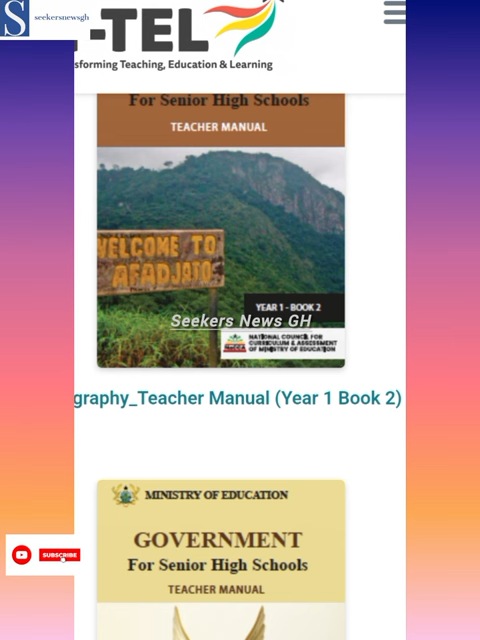 S seekersnewsgh
-TEL
sforming Teaching, Education & Learning
For Senior High Schools
TEACHER MANUAL
WELCOME TO
AFADJATO
YEAR 1 - BOOK 2
Seekers News GH
NaCCA
NATIONAL COUNCIL FOR
CURRICULUM & ASSESSMENT
OF MINISTRY OF EDUCATION
graphy_Teacher Manual (Year 1 Book 2)
MINISTRY OF EDUCATION
GOVERNMENT
For Senior High Schools
TEACHER MANUAL
SUBSCRIBE